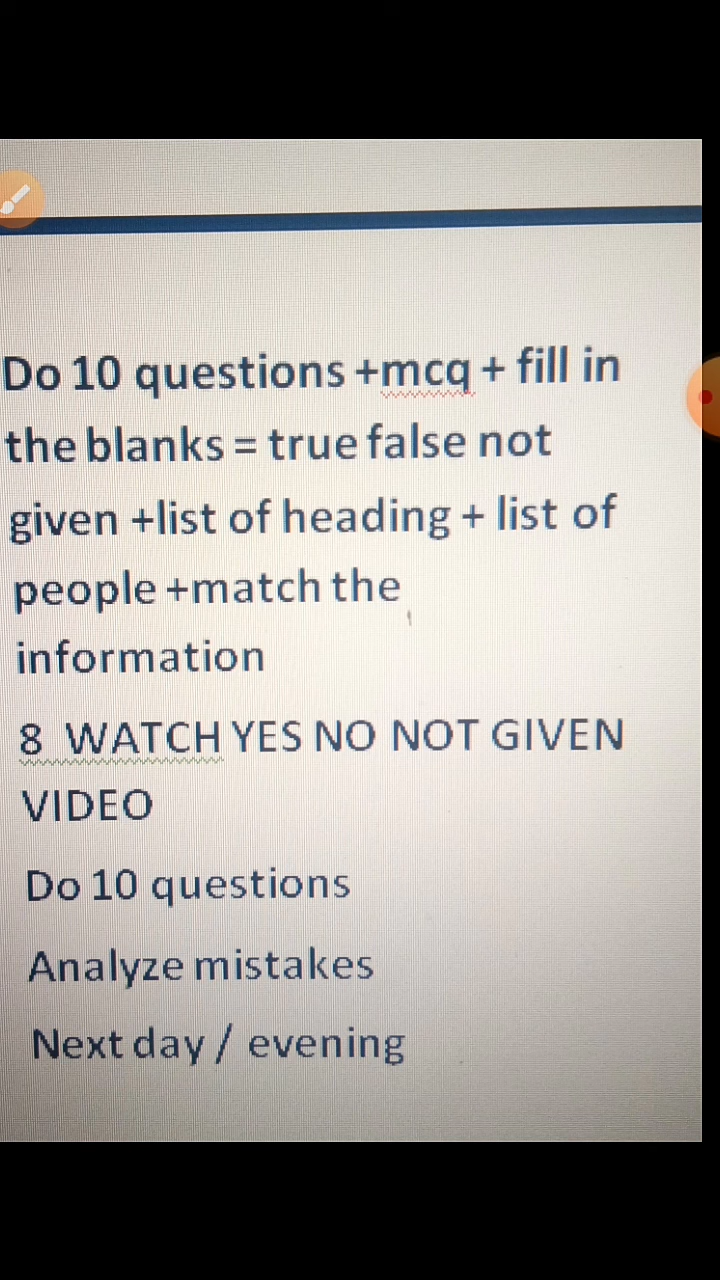 Do 10 questions +mcq + fill in
the blanks = true false not
given +list of heading + list of
people +match the
information
8 WATCH YES NO NOT GIVEN
VIDEO
Do 10 questions
Analyze mistakes
Next day / evening